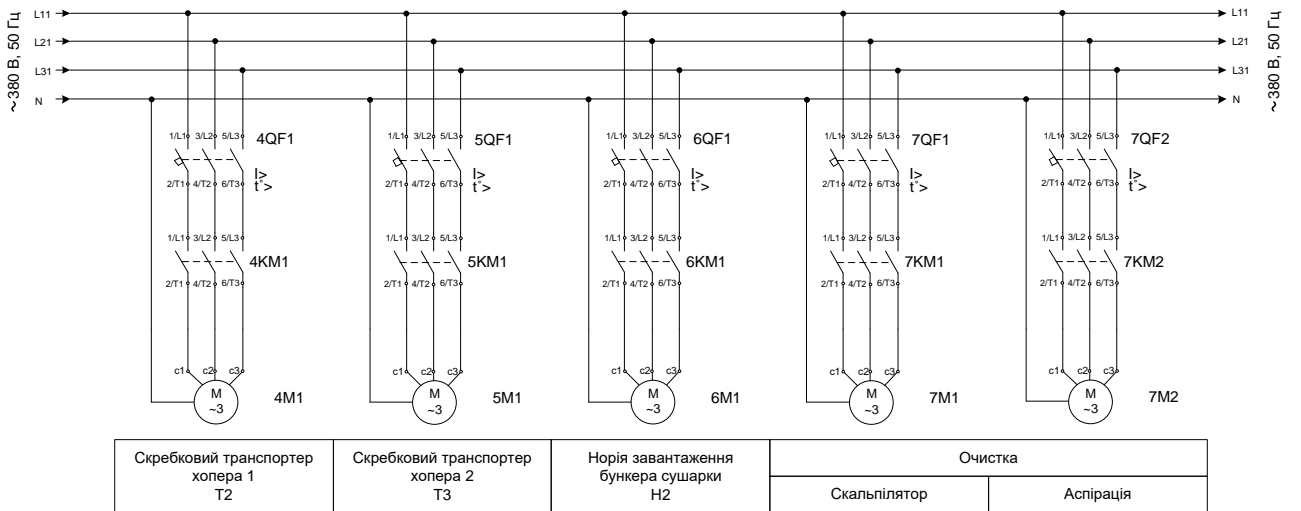 ~380 В, 50 Гц
L11
L21
L31
N
L11
L21
L31
N
~380 В, 50 Гц
1/L1 3/L2 5/L3 4QF1
I>
t°>
2/T1 4/T2 6/T3
1/L1 3/L2 5/L3
4KM1
2/T1 4/T2 6/T3
c1 c2 c3
M
~3
4M1
1/L1 3/L2 5/L3 5QF1
I>
t°>
2/T1 4/T2 6/T3
1/L1 3/L2 5/L3
5KM1
2/T1 4/T2 6/T3
c1 c2 c3
M
~3
5M1
1/L1 3/L2 5/L3 6QF1
I>
t°>
2/T1 4/T2 6/T3
1/L1 3/L2 5/L3
6KM1
2/T1 4/T2 6/T3
c1 c2 c3
M
~3
6M1
1/L1 3/L2 5/L3 7QF1
I>
t°>
2/T1 4/T2 6/T3
1/L1 3/L2 5/L3
7KM1
2/T1 4/T2 6/T3
c1 c2 c3
M
~3
7M1
1/L1 3/L2 5/L3 7QF2
I>
t°>
2/T1 4/T2 6/T3
1/L1 3/L2 5/L3
7KM2
2/T1 4/T2 6/T3
c1 c2 c3
M
~3
7M2
Скребковий транспортер
хопера 1
Т2
Скребковий транспортер
хопера 2
Т3
Норія завантаження
бункера сушарки
Н2
Очистка
Скальпілятор
Аспірація